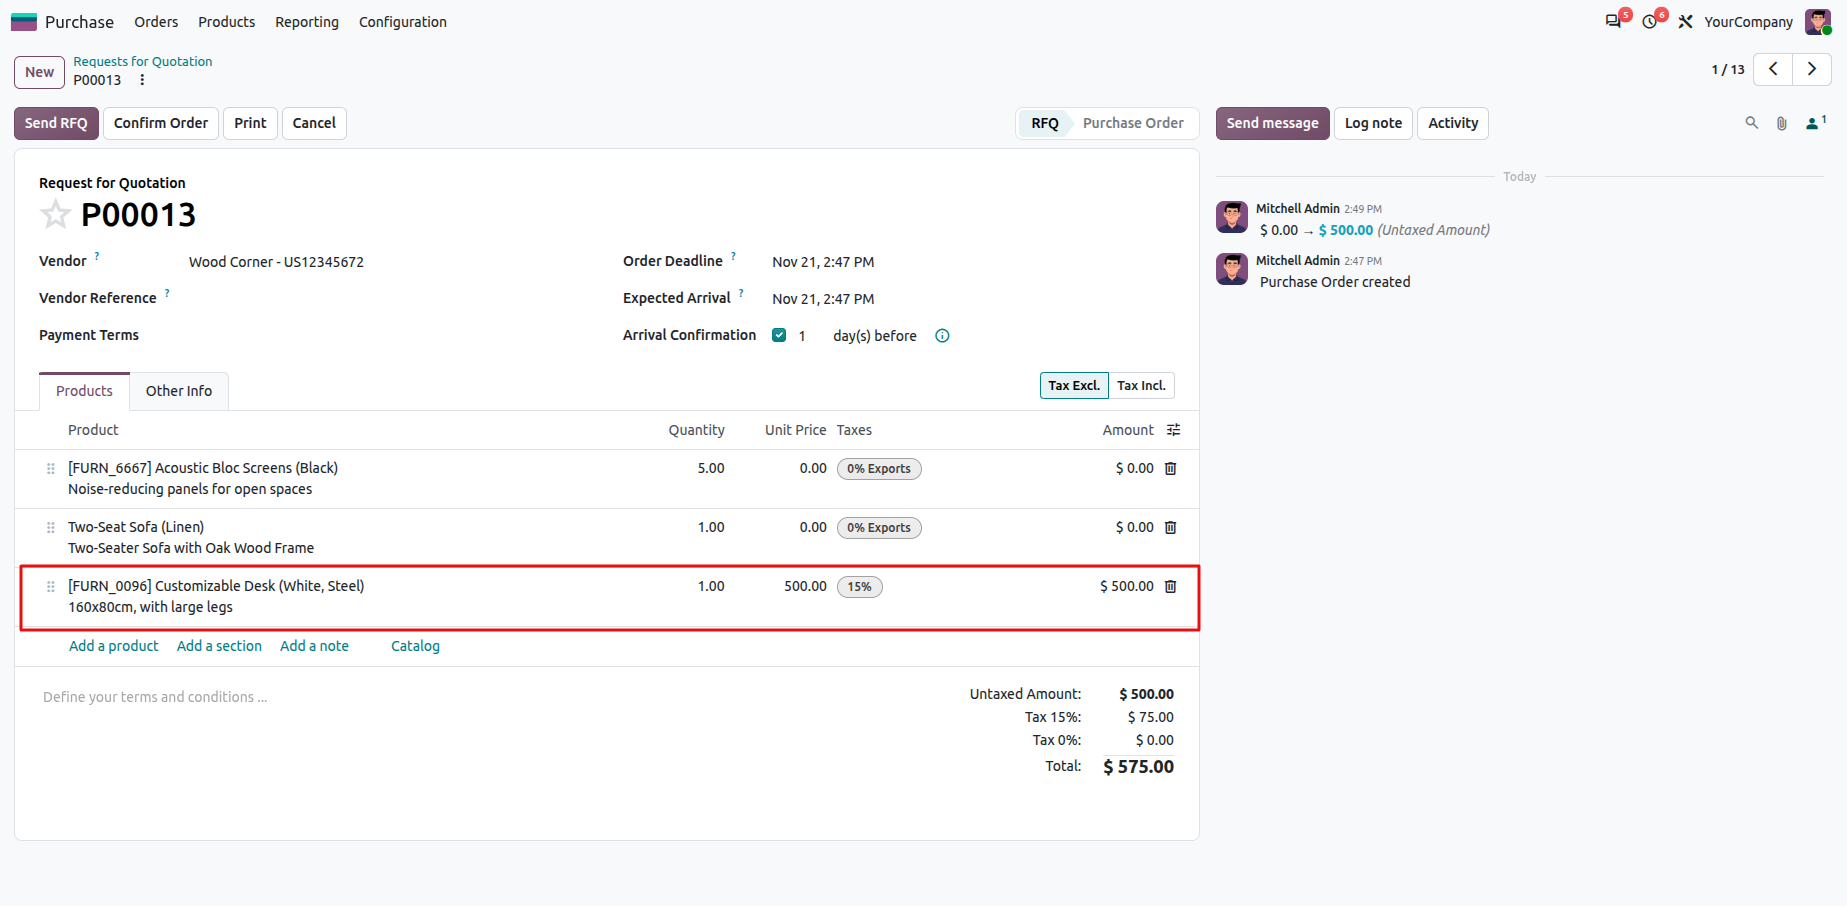 Purchase Orders Products Reporting Configuration 5 6 YourCompany
New Requests for Quotation
P00013
1 / 13
Send RFQ Confirm Order Print Cancel RFQ Purchase Order Send message Log note Activity 1
Request for Quotation
P00013
Vendor ? Wood Corner - US12345672
Vendor Reference ?
Payment Terms
Order Deadline ? Nov 21, 2:47 PM
Expected Arrival ? Nov 21, 2:47 PM
Arrival Confirmation 1 day(s) before
Products Other Info Tax Excl. Tax Incl.
Product Quantity Unit Price Taxes Amount
[FURN_6667] Acoustic Bloc Screens (Black) 5.00 0.00 0% Exports $ 0.00
Noise-reducing panels for open spaces
Two-Seat Sofa (Linen) 1.00 0.00 0% Exports $ 0.00
Two-Seater Sofa with Oak Wood Frame
[FURN_0096] Customizable Desk (White, Steel) 1.00 500.00 15% $ 500.00
160x80cm, with large legs
Add a product Add a section Add a note Catalog
Define your terms and conditions ...
Untaxed Amount: $ 500.00
Tax 15%: $ 75.00
Tax 0%: $ 0.00
Total: $ 575.00
Today
Mitchell Admin 2:49 PM
$ 0.00 → $ 500.00 (Untaxed Amount)
Mitchell Admin 2:47 PM
Purchase Order created